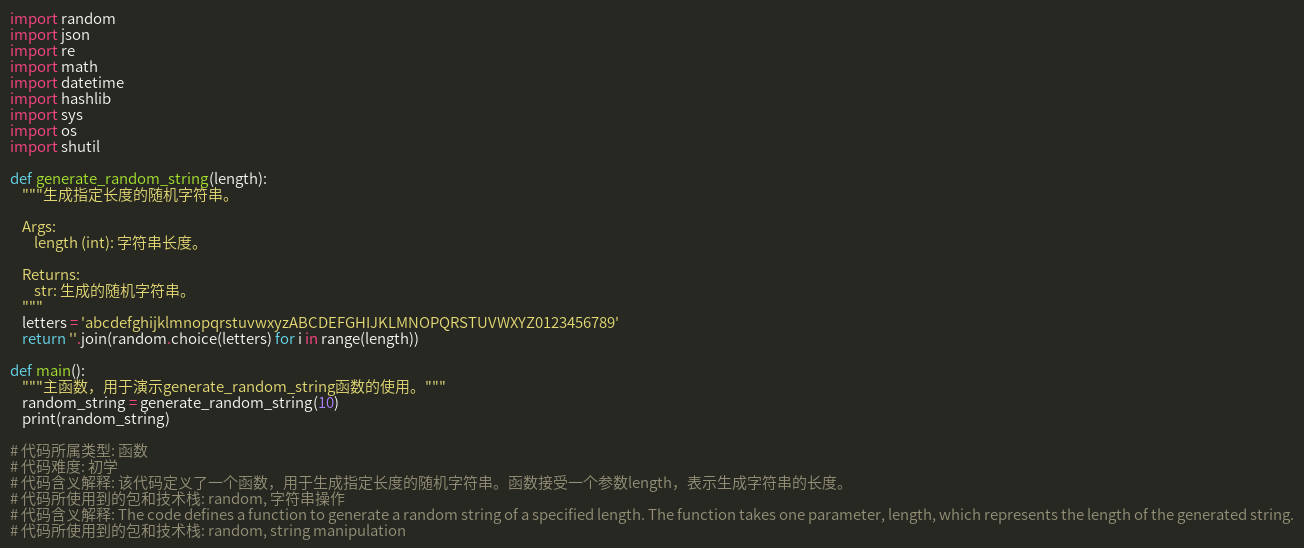 import random
import json
import re
import math
import datetime
import hashlib
import sys
import os
import shutil

def generate_random_string(length):
    """生成指定长度的随机字符串。

    Args:
        length (int): 字符串长度。

    Returns:
        str: 生成的随机字符串。
    """
    letters = 'abcdefghijklmnopqrstuvwxyzABCDEFGHIJKLMNOPQRSTUVWXYZ0123456789'
    return ''.join(random.choice(letters) for i in range(length))

def main():
    """主函数，用于演示generate_random_string函数的使用。"""
    random_string = generate_random_string(10)
    print(random_string)

# 代码所属类型: 函数
# 代码难度: 初学
# 代码含义解释: 该代码定义了一个函数，用于生成指定长度的随机字符串。函数接受一个参数length，表示生成字符串的长度。
# 代码所使用到的包和技术栈: random, 字符串操作
# 代码含义解释: The code defines a function to generate a random string of a specified length. The function takes one parameter, length, which represents the length of the generated string.
# 代码所使用到的包和技术栈: random, string manipulation